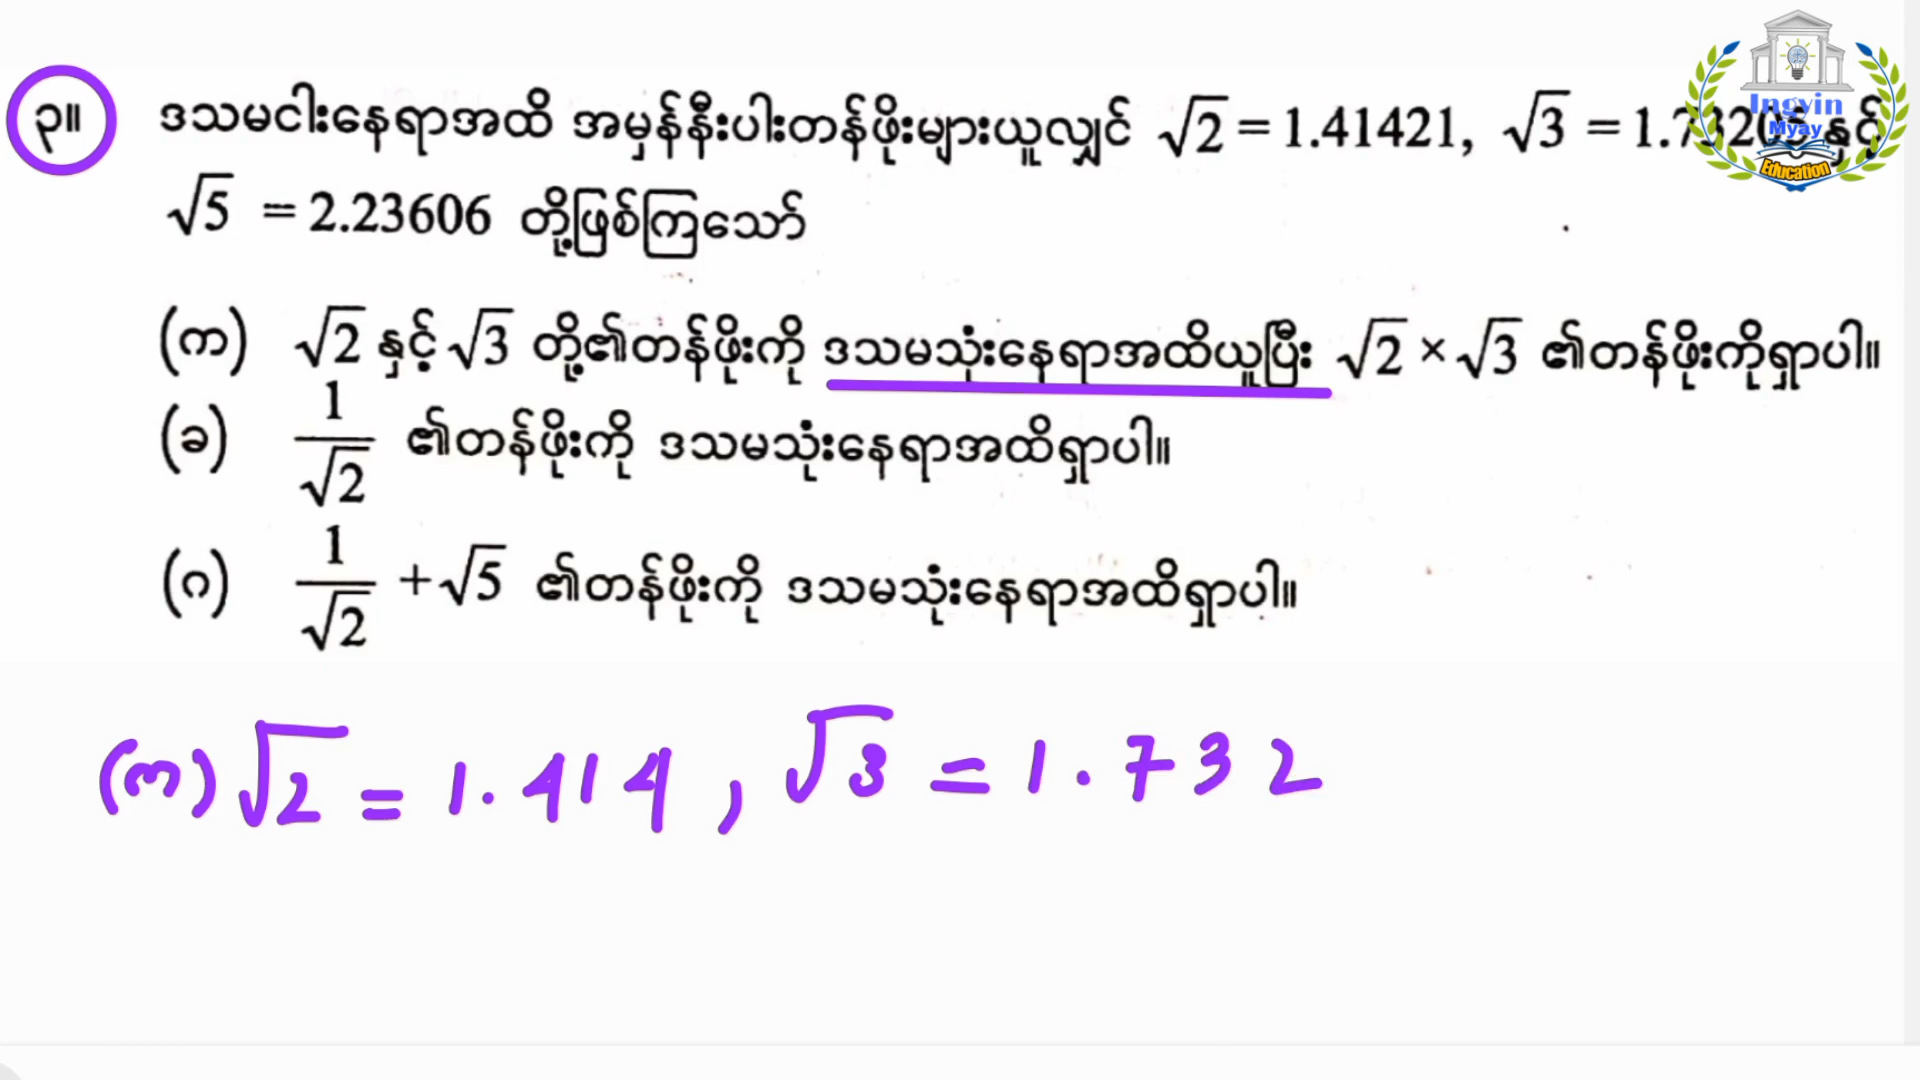 ၃။ ဒသမငါးနေရာအထိ အမှန်နီးပါးတန်ဖိုးများယူလျှင် √2 = 1.41421, √3 = 1.73205 နှင့်
√5 = 2.23606 တို့ဖြစ်ကြသော်
(က) √2 နှင့် √3 တို့၏တန်ဖိုးကို ဒသမသုံးနေရာအထိယူပြီး √2 × √3 ၏တန်ဖိုးကိုရှာပါ။
(ခ) 1/√2 ၏တန်ဖိုးကို ဒသမသုံးနေရာအထိရှာပါ။
(ဂ) 1/√2 + √5 ၏တန်ဖိုးကို ဒသမသုံးနေရာအထိရှာပါ။
(က) √2 = 1.414 , √3 = 1.732
Ingyin
Myay
Education